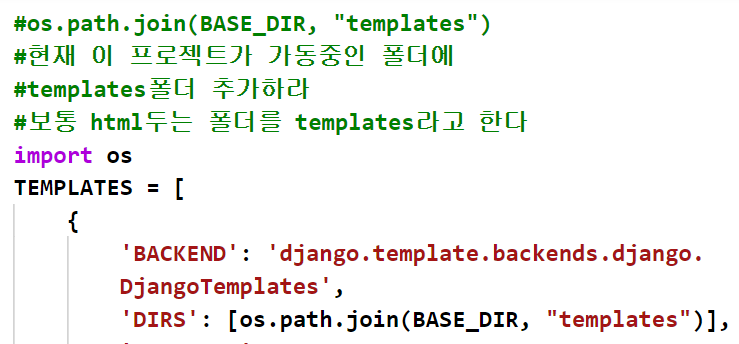 #os.path.join(BASE_DIR, "templates")
#현재 이 프로젝트가 가동중인 폴더에
#templates폴더 추가하라
#보통 html두는 폴더를 templates라고 한다
import os
TEMPLATES = [
    {
        'BACKEND': 'django.template.backends.django.
        DjangoTemplates',
        'DIRS': [os.path.join(BASE_DIR, "templates")],